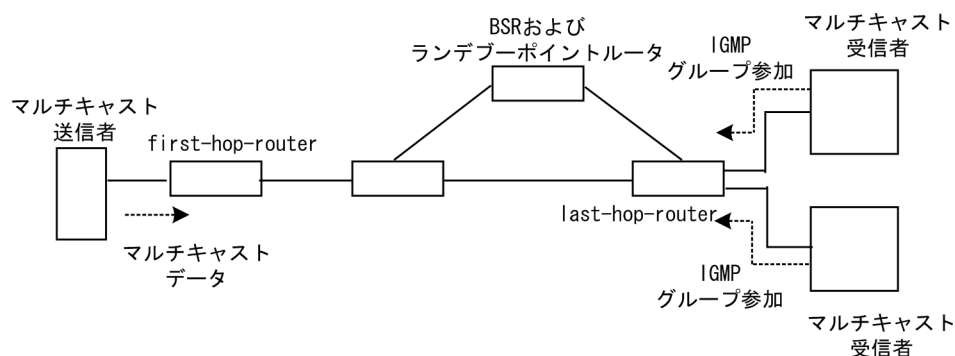 BSRおよび
ランデブーポイントルータ
マルチキャスト
受信者
IGMP
グループ参加
マルチキャスト
送信者
first-hop-router
last-hop-router
マルチキャスト
データ
IGMP
グループ参加
マルチキャスト
受信者